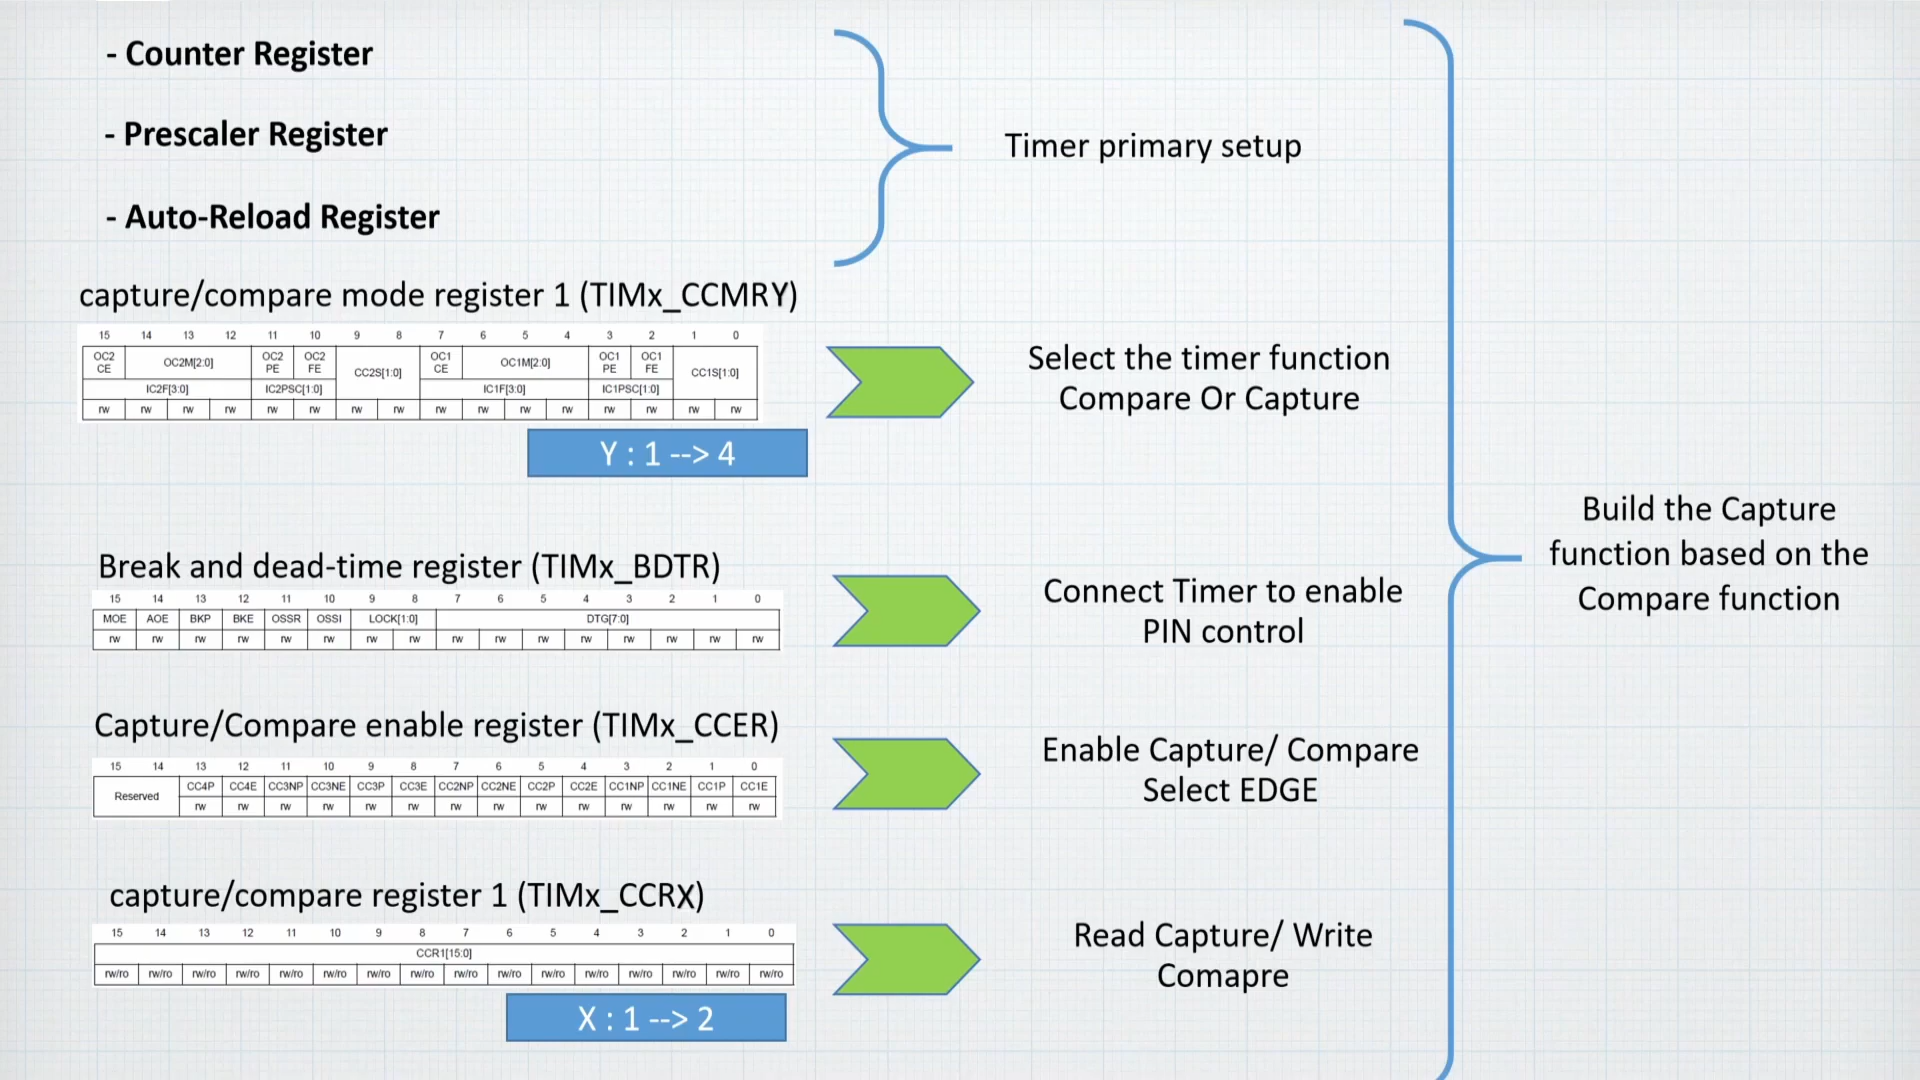 - Counter Register
- Prescaler Register
- Auto-Reload Register
Timer primary setup
capture/compare mode register 1 (TIMx_CCMRY)
15 14 13 12 11 10 9 8 7 6 5 4 3 2 1 0
OC2 CE OC2M[2:0] OC2 PE OC2 FE CC2S[1:0] OC1 CE OC1M[2:0] OC1 PE OC1 FE CC1S[1:0]
IC2F[3:0] IC2PSC[1:0] IC1F[3:0] IC1PSC[1:0]
rw rw rw rw rw rw rw rw rw rw rw rw rw rw rw rw
Y : 1 --> 4
Select the timer function
Compare Or Capture
Break and dead-time register (TIMx_BDTR)
15 14 13 12 11 10 9 8 7 6 5 4 3 2 1 0
MOE AOE BKP BKE OSSR OSSI LOCK[1:0] DTG[7:0]
rw rw rw rw rw rw rw rw rw rw rw rw rw rw rw rw
Connect Timer to enable
PIN control
Capture/Compare enable register (TIMx_CCER)
15 14 13 12 11 10 9 8 7 6 5 4 3 2 1 0
Reserved CC4P CC4E CC3NP CC3NE CC3P CC3E CC2NP CC2NE CC2P CC2E CC1NP CC1NE CC1P CC1E
rw rw rw rw rw rw rw rw rw rw rw rw rw rw
Enable Capture/ Compare
Select EDGE
capture/compare register 1 (TIMx_CCRX)
15 14 13 12 11 10 9 8 7 6 5 4 3 2 1 0
CCR1[15:0]
rw/ro rw/ro rw/ro rw/ro rw/ro rw/ro rw/ro rw/ro rw/ro rw/ro rw/ro rw/ro rw/ro rw/ro rw/ro rw/ro
X : 1 --> 2
Read Capture/ Write
Comapre
Build the Capture
function based on the
Compare function